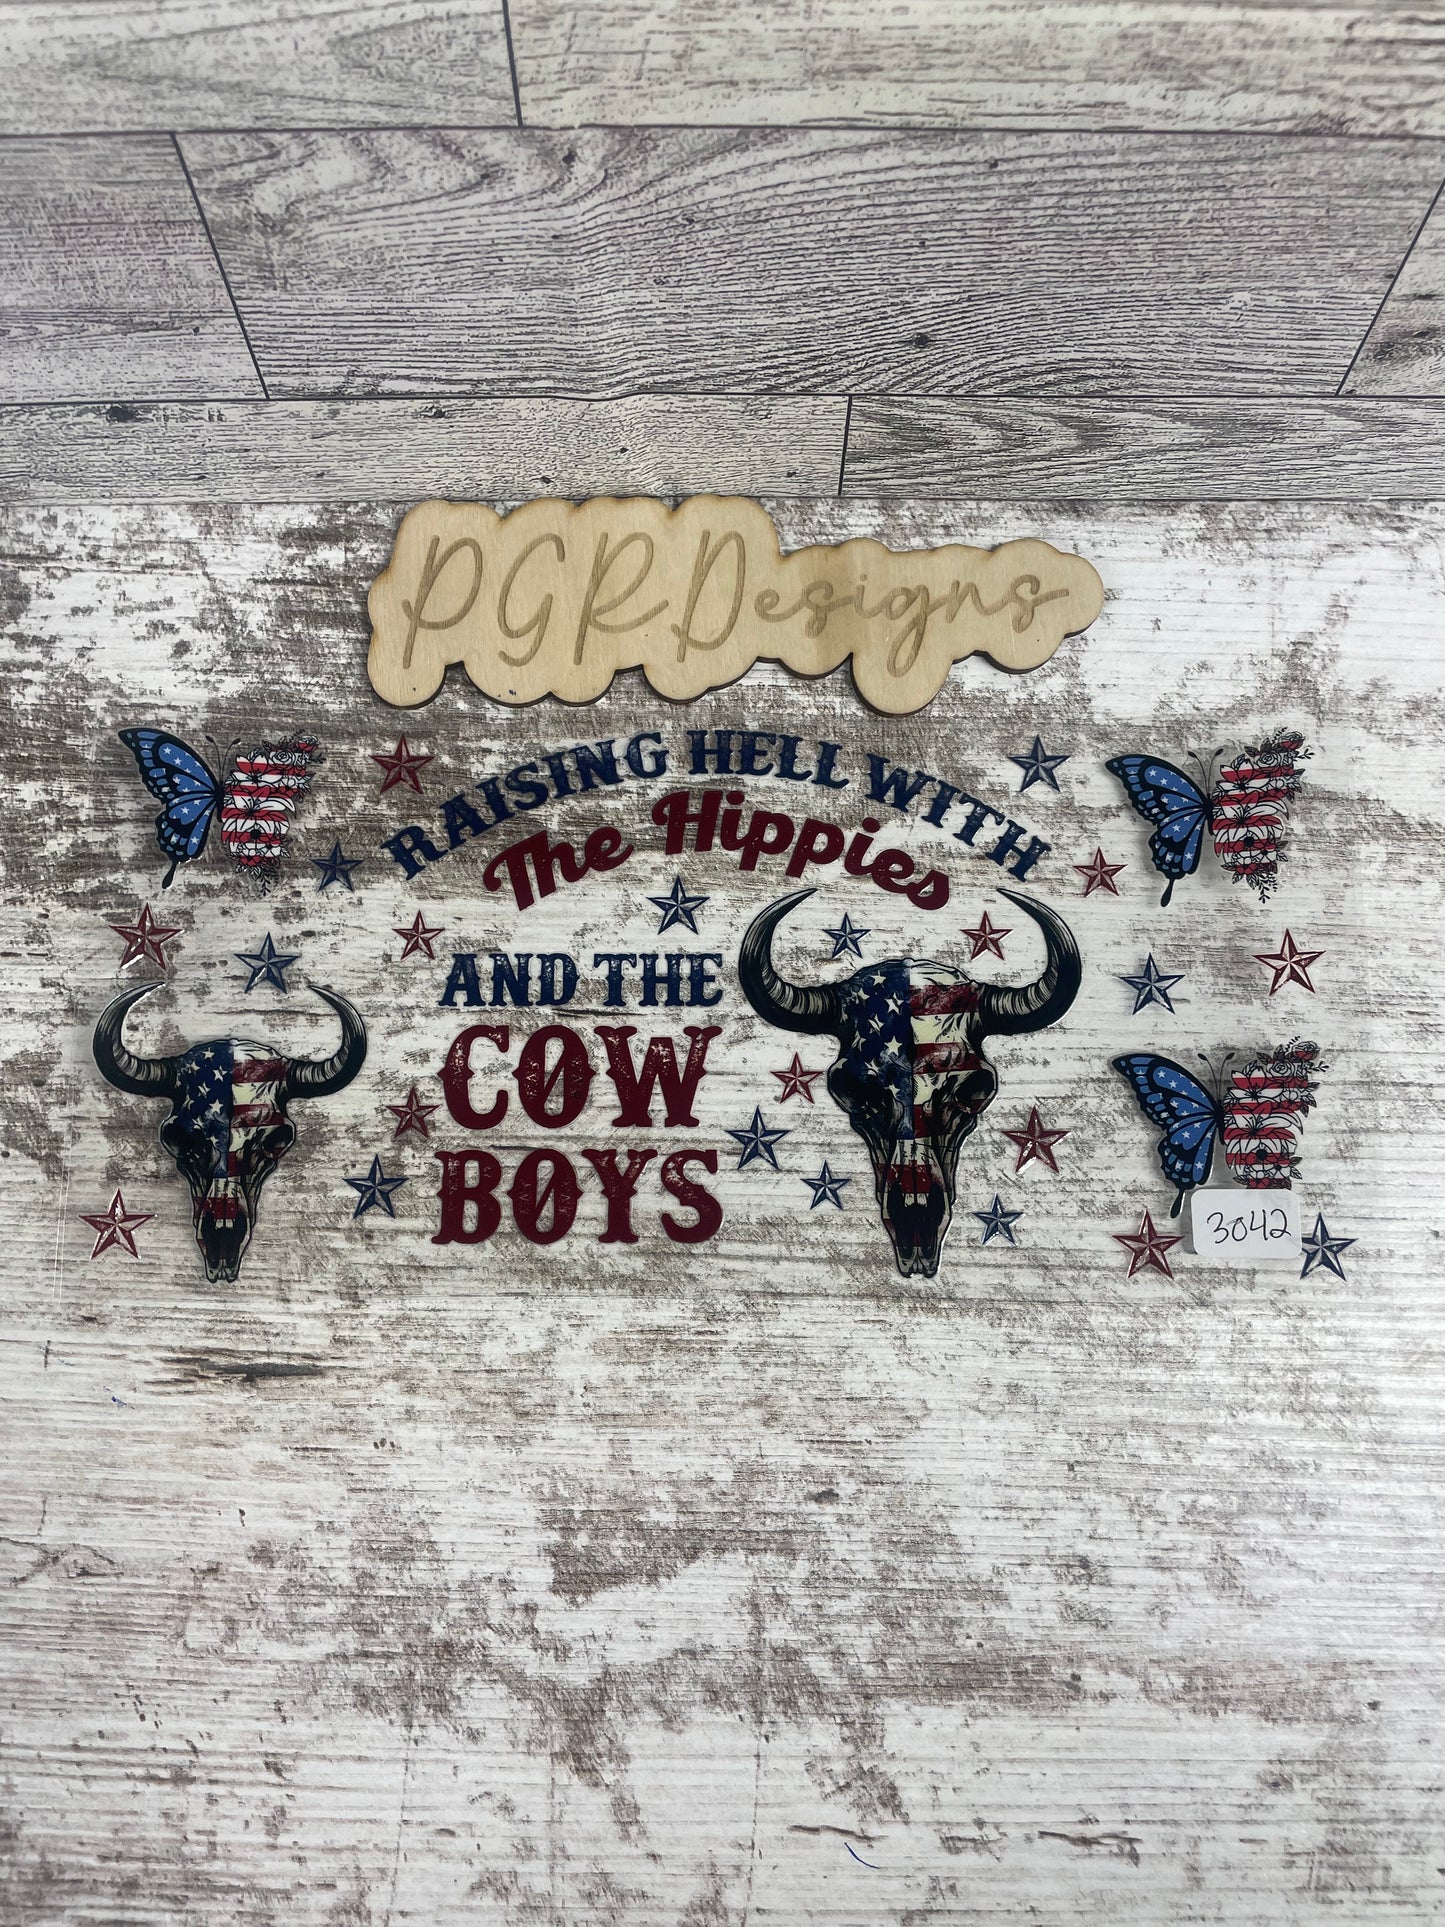 PGRDesigns
RAISING HELL WITH
The Hippies
AND THE
COW
BOYS
3042